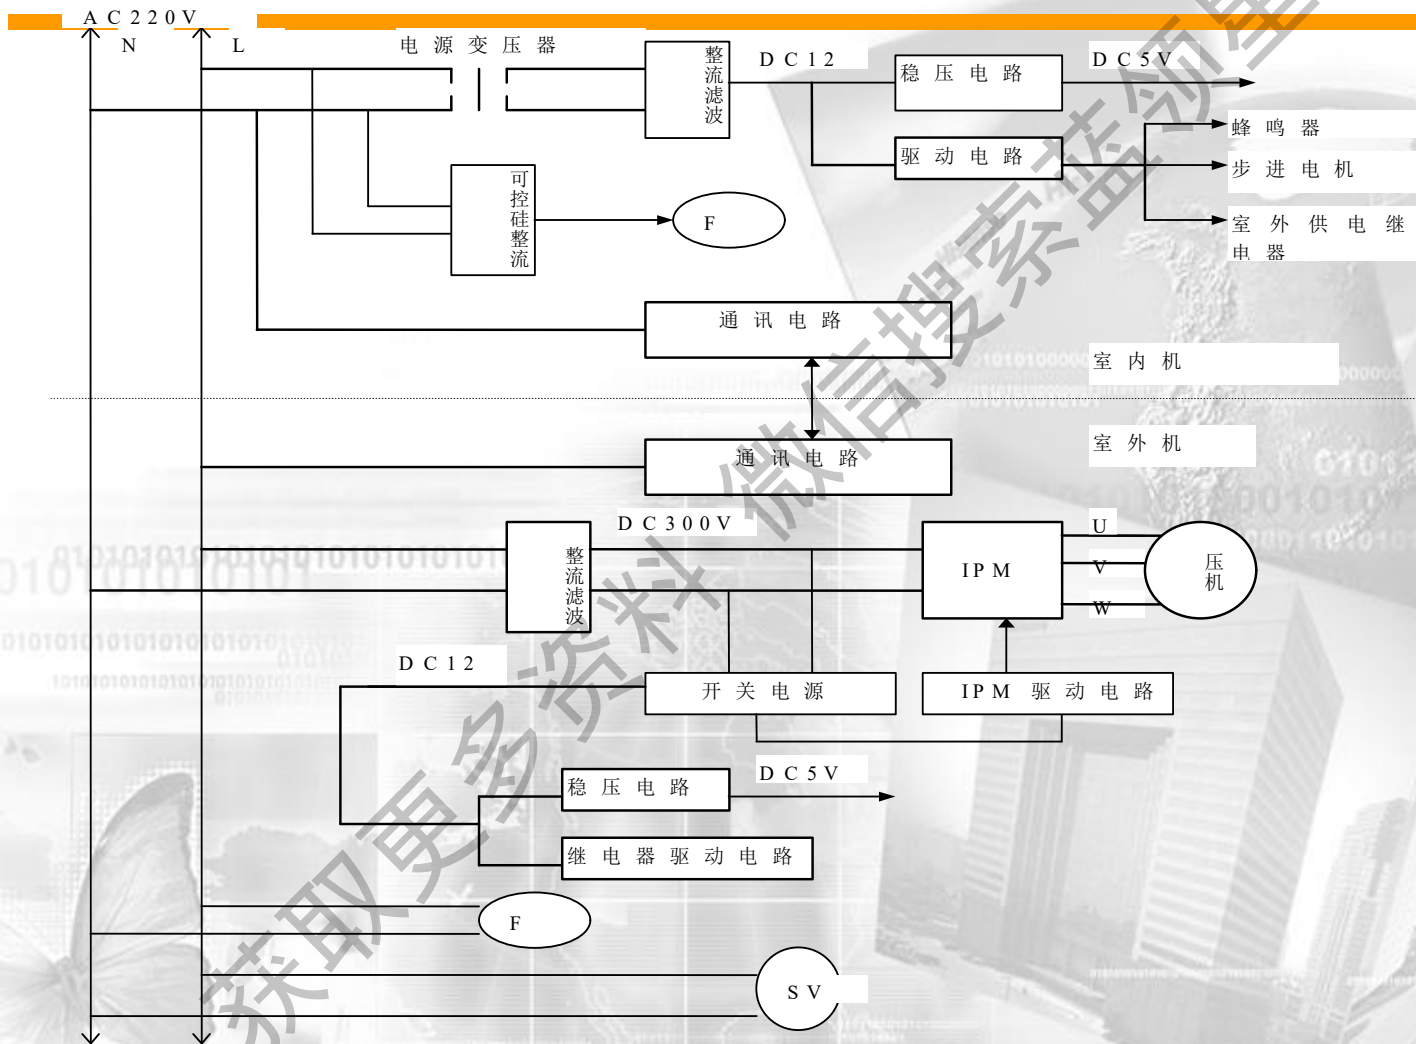 AC220V
N
L
电源变压器
整流滤波
DC12
稳压电路
DC5V
蜂鸣器
驱动电路
步进电机
可控硅整流
F
室外供电继
电器
通讯电路
室内机
室外机
通讯电路
DC300V
整流滤波
IPM
U
V
W
压机
DC12
开关电源
IPM 驱动电路
稳压电路
DC5V
继电器驱动电路
F
SV
获取更多资料 微信搜索蓝领星